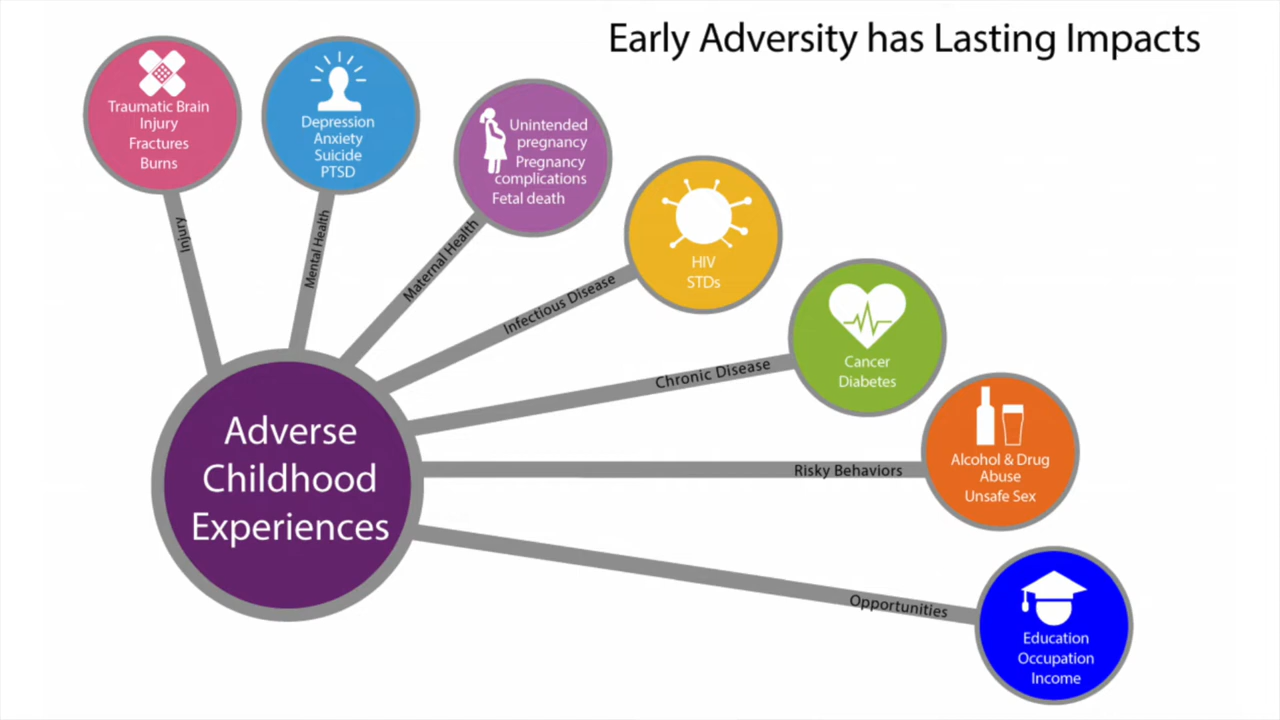 Early Adversity has Lasting Impacts
Traumatic Brain
Injury
Fractures
Burns
Injury
Depression
Anxiety
Suicide
PTSD
Mental Health
Unintended
pregnancy
Pregnancy
complications
Fetal death
Maternal Health
HIV
STDs
Infectious Disease
Cancer
Diabetes
Chronic Disease
Alcohol & Drug
Abuse
Unsafe Sex
Risky Behaviors
Education
Occupation
Income
Opportunities
Adverse
Childhood
Experiences